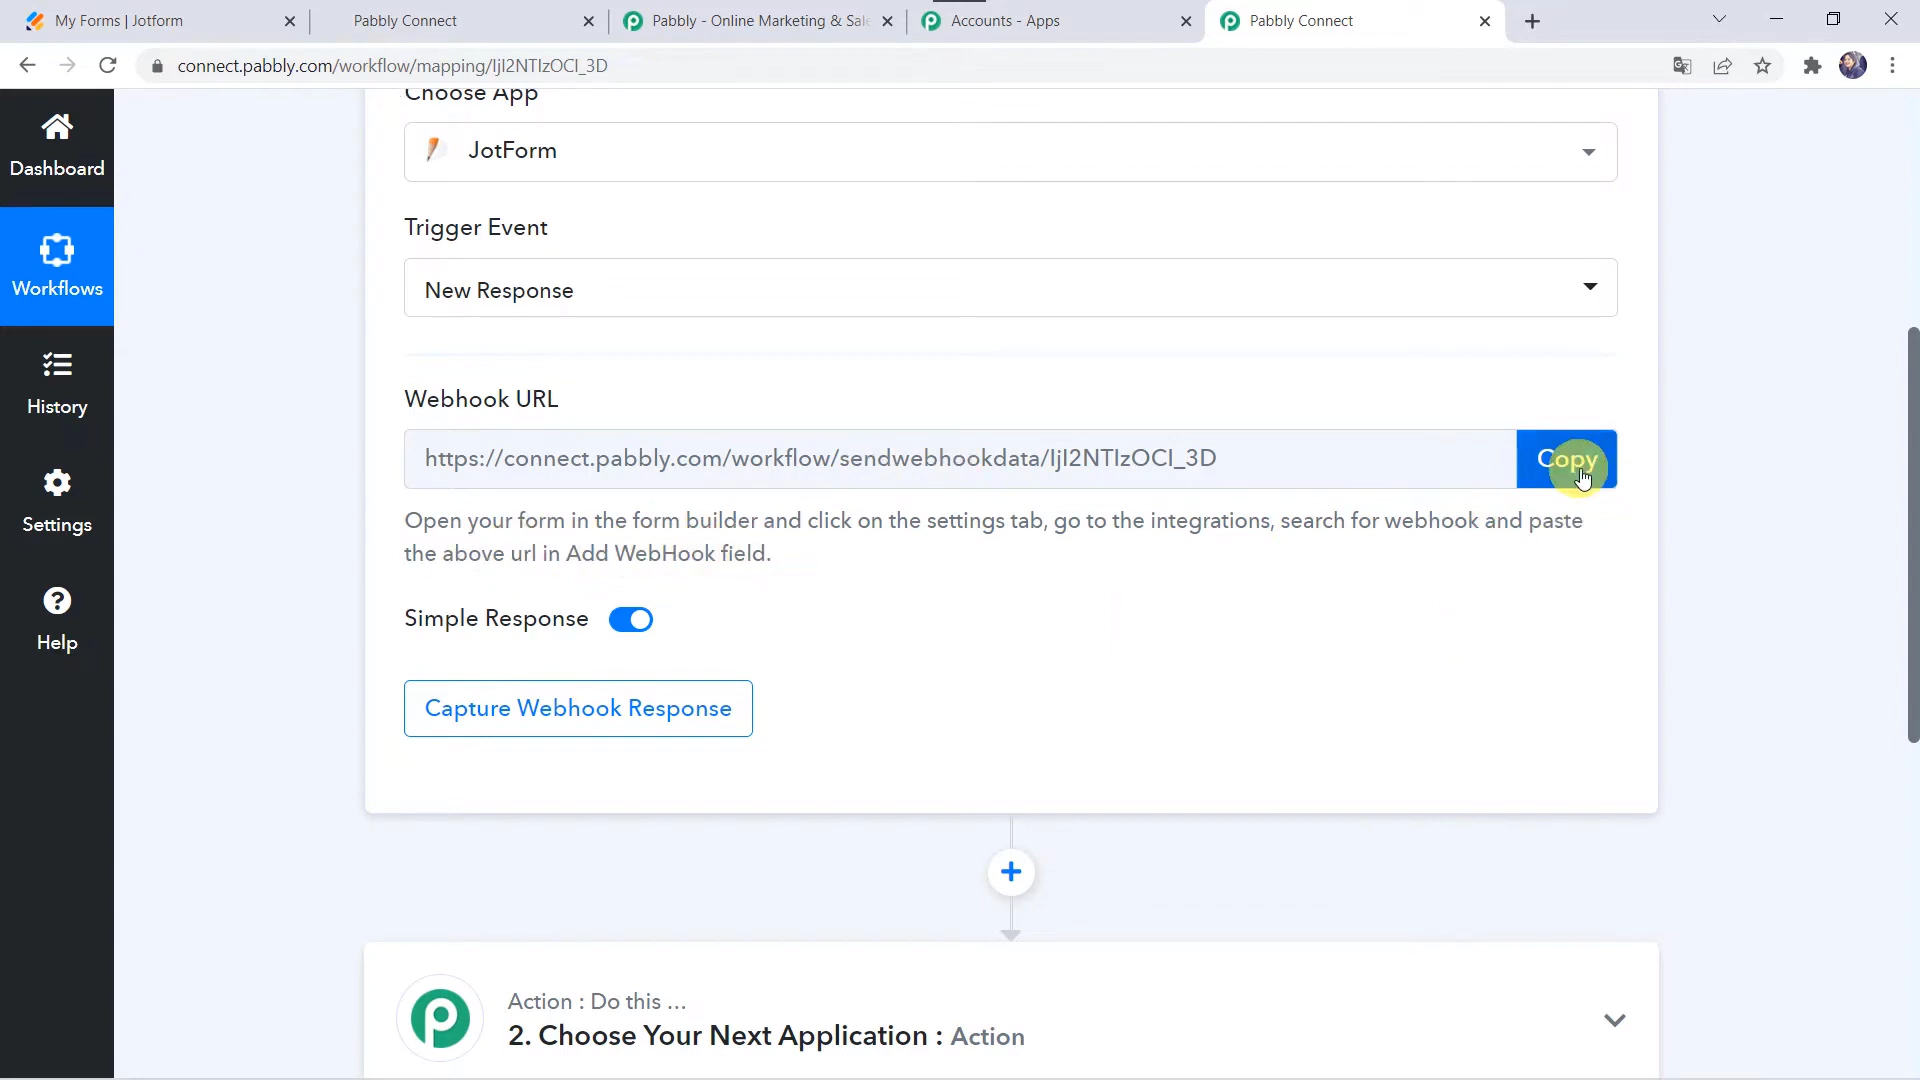 My Forms | Jotform
Pabbly Connect
Pabbly - Online Marketing & Sale
Accounts - Apps
Pabbly Connect
connect.pabbly.com/workflow/mapping/IjI2NTIzOCI_3D
Choose App
Dashboard
JotForm
Trigger Event
Workflows
New Response
History
Webhook URL
https://connect.pabbly.com/workflow/sendwebhookdata/IjI2NTIzOCI_3D
Copy
Settings
Open your form in the form builder and click on the settings tab, go to the integrations, search for webhook and paste
the above url in Add WebHook field.
Help
Simple Response
Capture Webhook Response
Action : Do this ...
2. Choose Your Next Application : Action